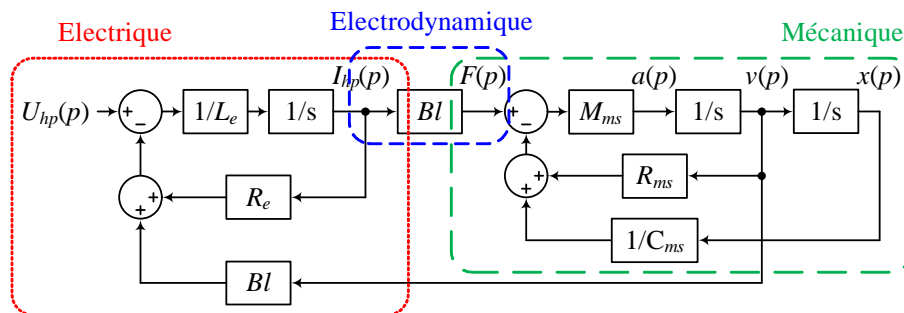 Electrique
Electrodynamique
Mécanique
I_hp(p)
F(p)
a(p)
v(p)
x(p)
U_hp(p)
+
-
1/L_e
1/s
Bl
+
-
M_ms
1/s
1/s
+
+
R_e
+
+
R_ms
1/C_ms
Bl